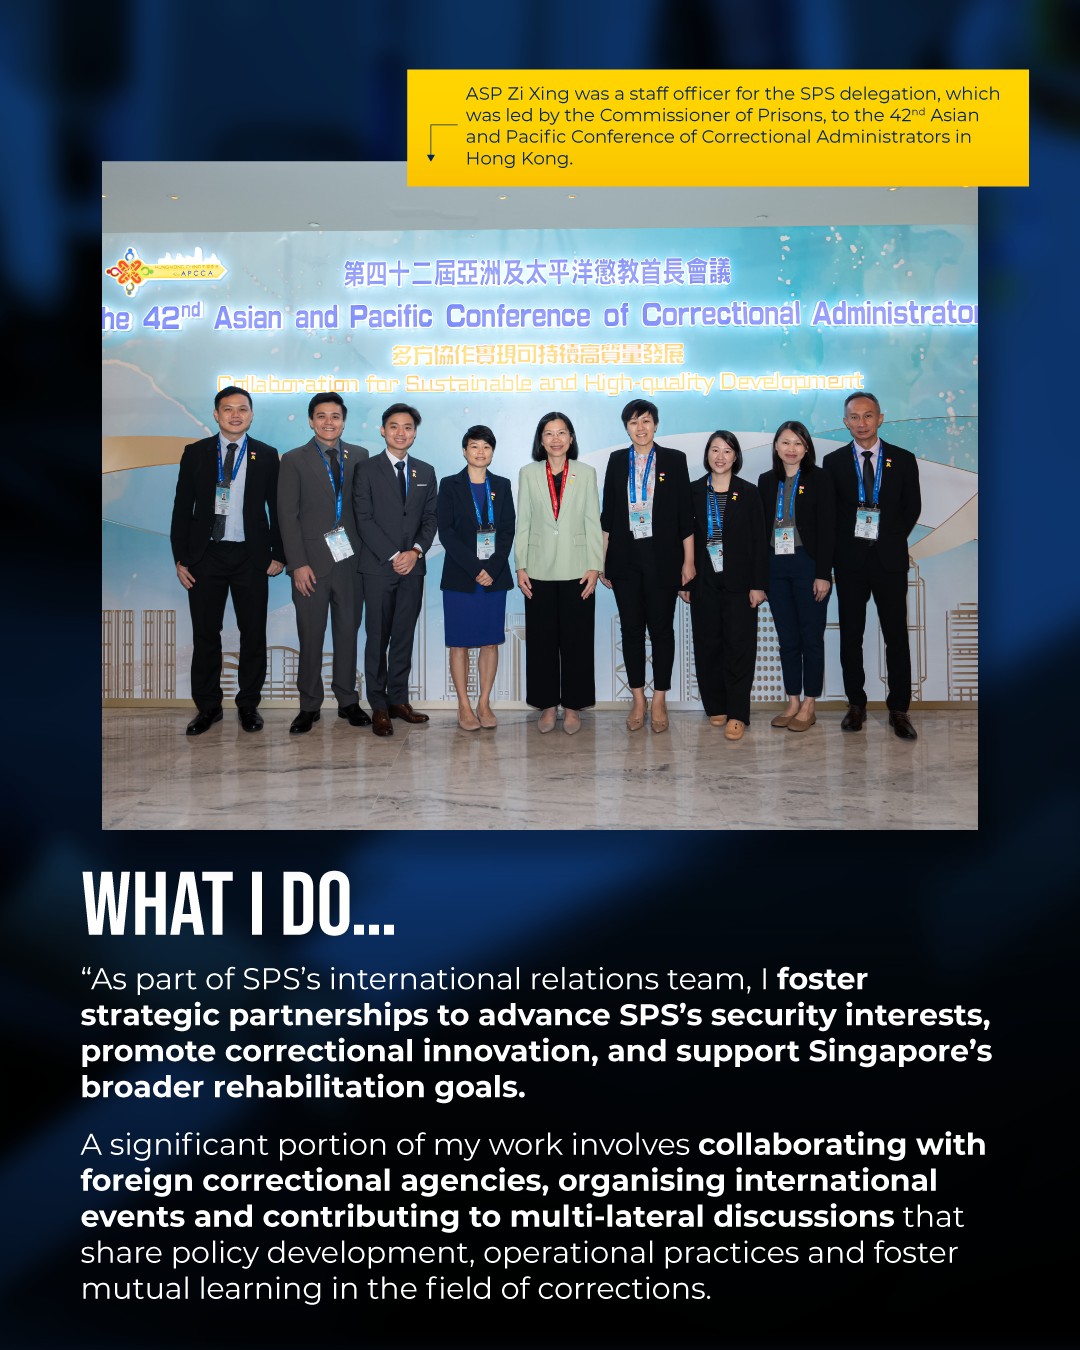 ASP Zi Xing was a staff officer for the SPS delegation, which
was led by the Commissioner of Prisons, to the 42nd Asian
and Pacific Conference of Correctional Administrators in
Hong Kong.
APCCA
第四十二屆亞洲及太平洋懲教首長會議
he 42nd Asian and Pacific Conference of Correctional Administrator
多方協作實現可持續高質量發展
Collaboration for Sustainable and High-quality Development
WHAT I DO...
“As part of SPS’s international relations team, I foster
strategic partnerships to advance SPS’s security interests,
promote correctional innovation, and support Singapore’s
broader rehabilitation goals.
A significant portion of my work involves collaborating with
foreign correctional agencies, organising international
events and contributing to multi-lateral discussions that
share policy development, operational practices and foster
mutual learning in the field of corrections.